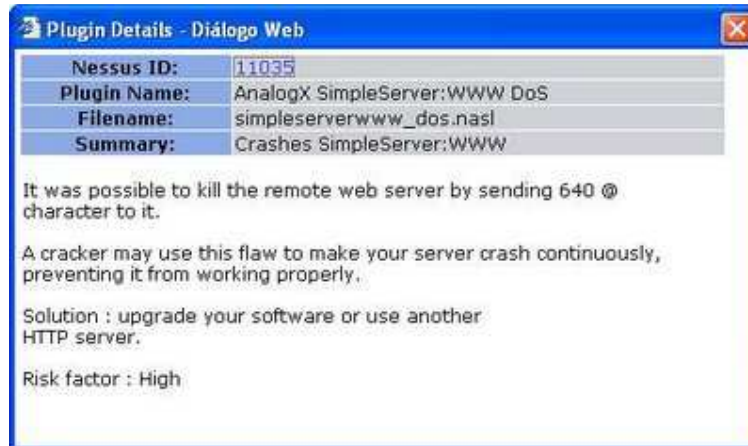 Plugin Details - Diálogo Web
Nessus ID: 11035
Plugin Name: AnalogX SimpleServer:WWW DoS
Filename: simpleserverwww_dos.nasl
Summary: Crashes SimpleServer:WWW
It was possible to kill the remote web server by sending 640 @
character to it.
A cracker may use this flaw to make your server crash continuously,
preventing it from working properly.
Solution : upgrade your software or use another
HTTP server.
Risk factor : High